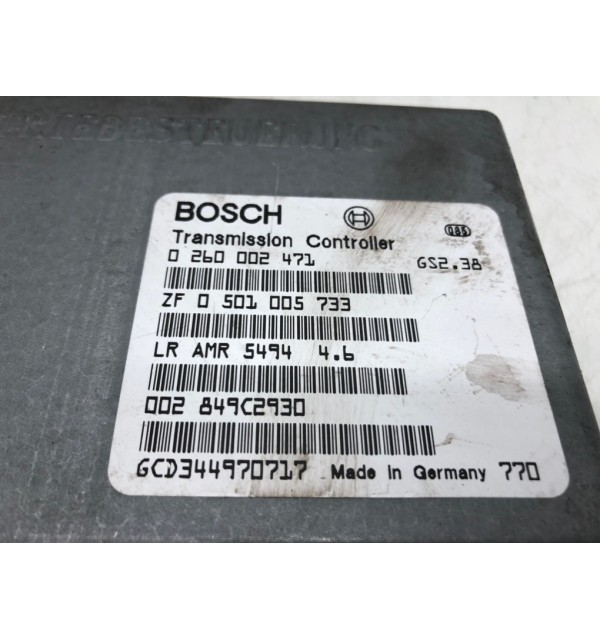 GETRIEBESTEUERUNG
BOSCH
Transmission Controller
0 260 002 471 GS2.38
ZF 0 501 005 733
LR AMR 5494 4.6
002 849C2930
GCD344970717 Made in Germany 770